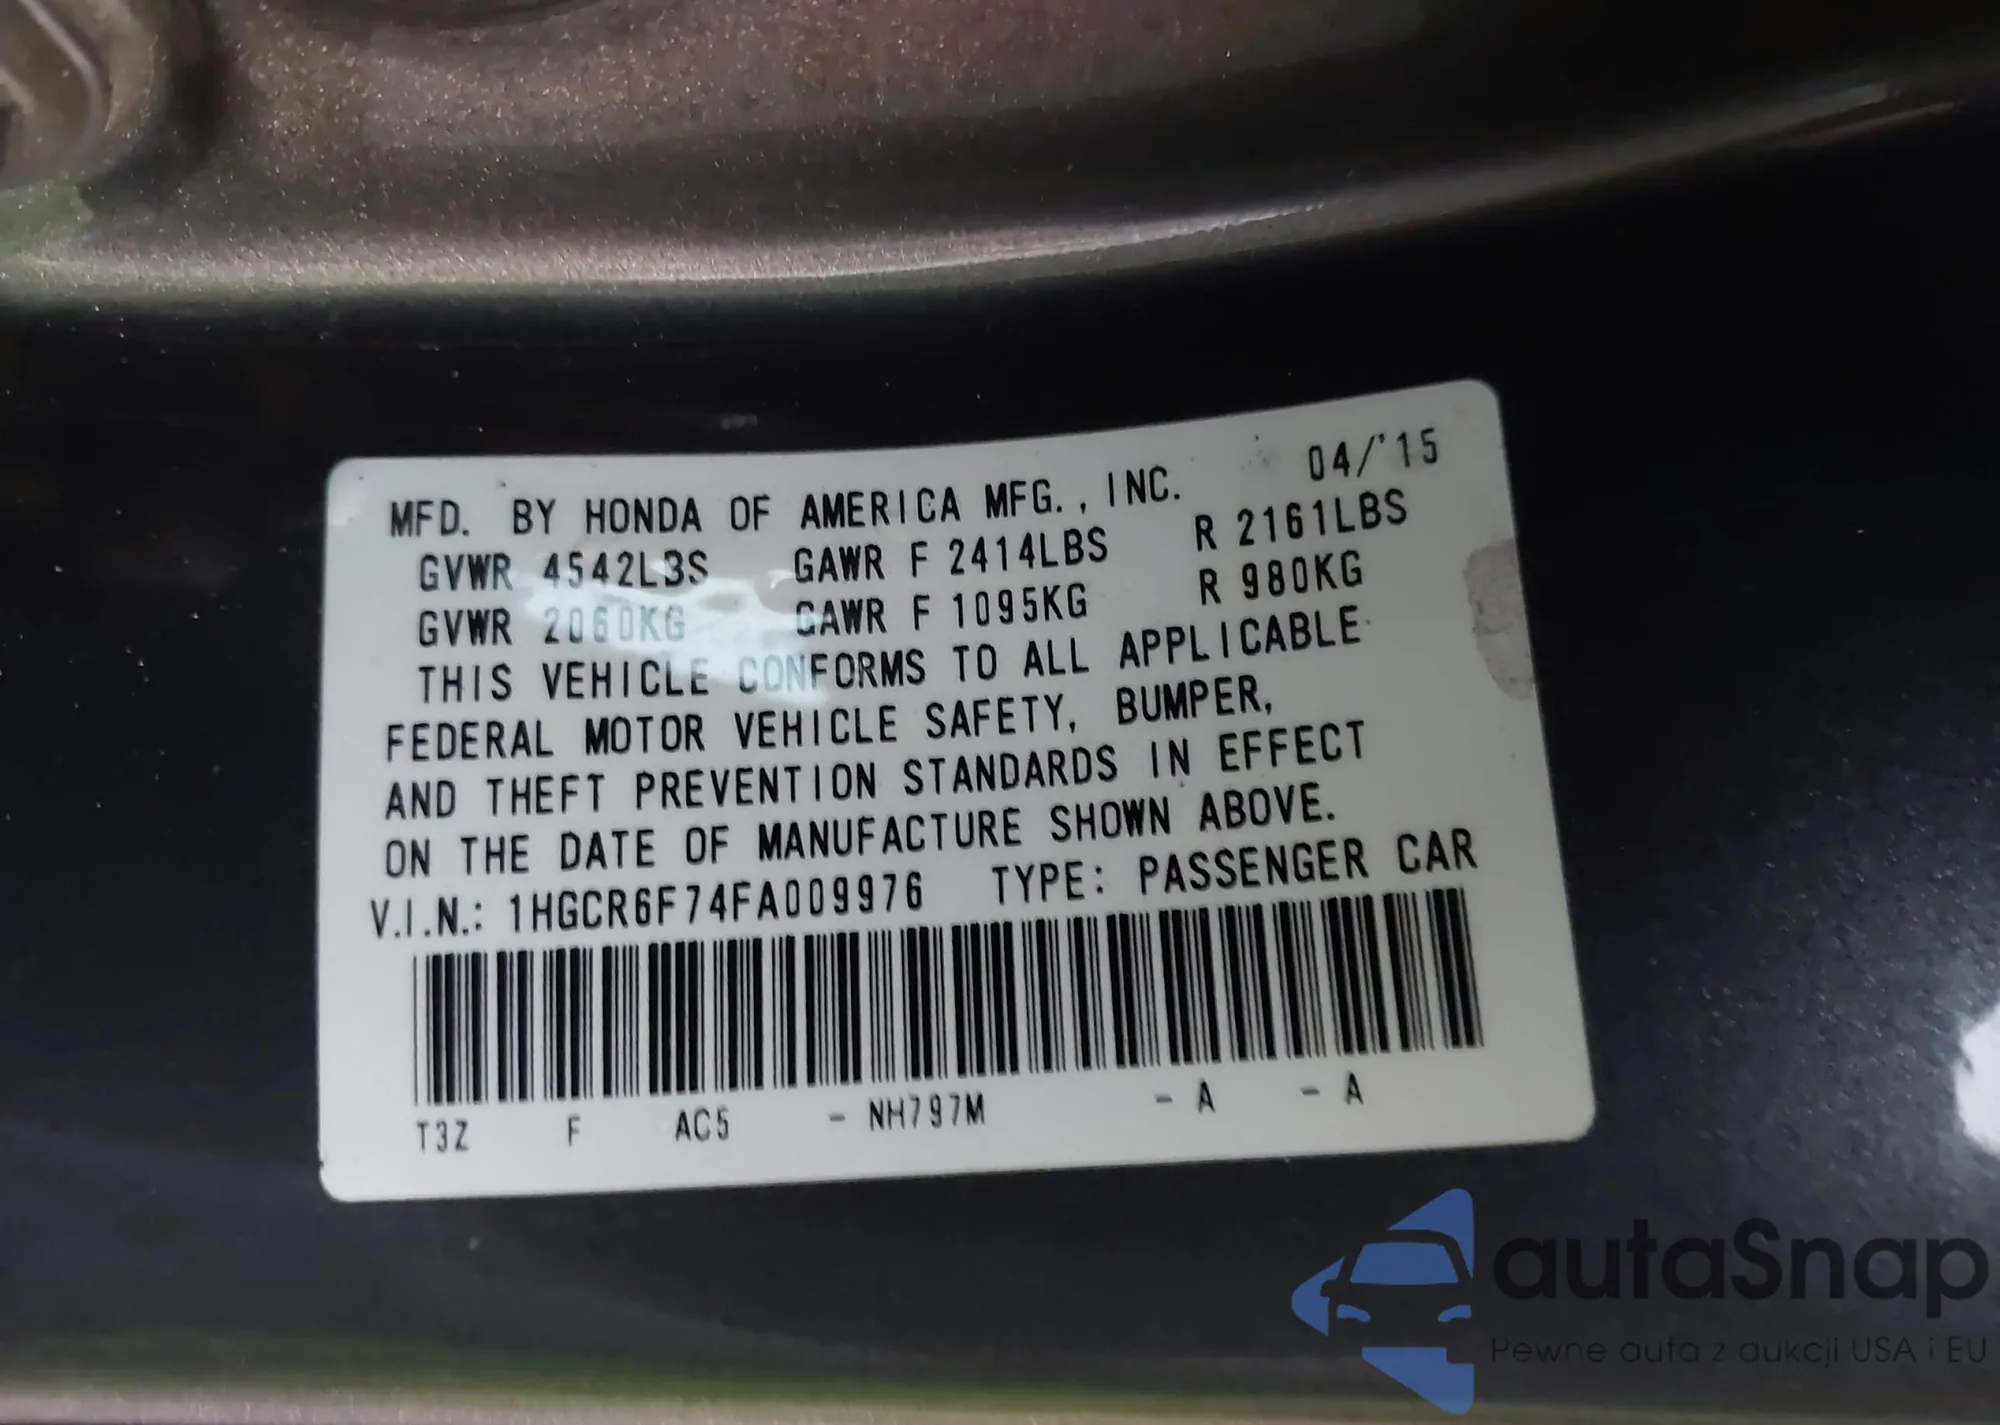 MFD. BY HONDA OF AMERICA MFG., INC. 04/'15
GVWR 4542LBS GAWR F 2414LBS R 2161LBS
GVWR 2060KG GAWR F 1095KG R 980KG
THIS VEHICLE CONFORMS TO ALL APPLICABLE
FEDERAL MOTOR VEHICLE SAFETY, BUMPER,
AND THEFT PREVENTION STANDARDS IN EFFECT
ON THE DATE OF MANUFACTURE SHOWN ABOVE.
V.I.N.: 1HGCR6F74FA009976 TYPE: PASSENGER CAR
T3Z F AC5 - NH797M - A - A
autaSnap
Pewne auta z aukcji USA i EU